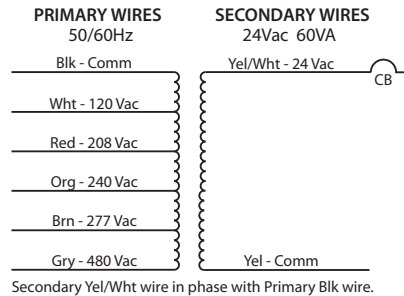 PRIMARY WIRES
50/60Hz
SECONDARY WIRES
24Vac 60VA
Blk - Comm
Wht - 120 Vac
Red - 208 Vac
Org - 240 Vac
Brn - 277 Vac
Gry - 480 Vac
Yel/Wht - 24 Vac
CB
Yel - Comm
Secondary Yel/Wht wire in phase with Primary Blk wire.